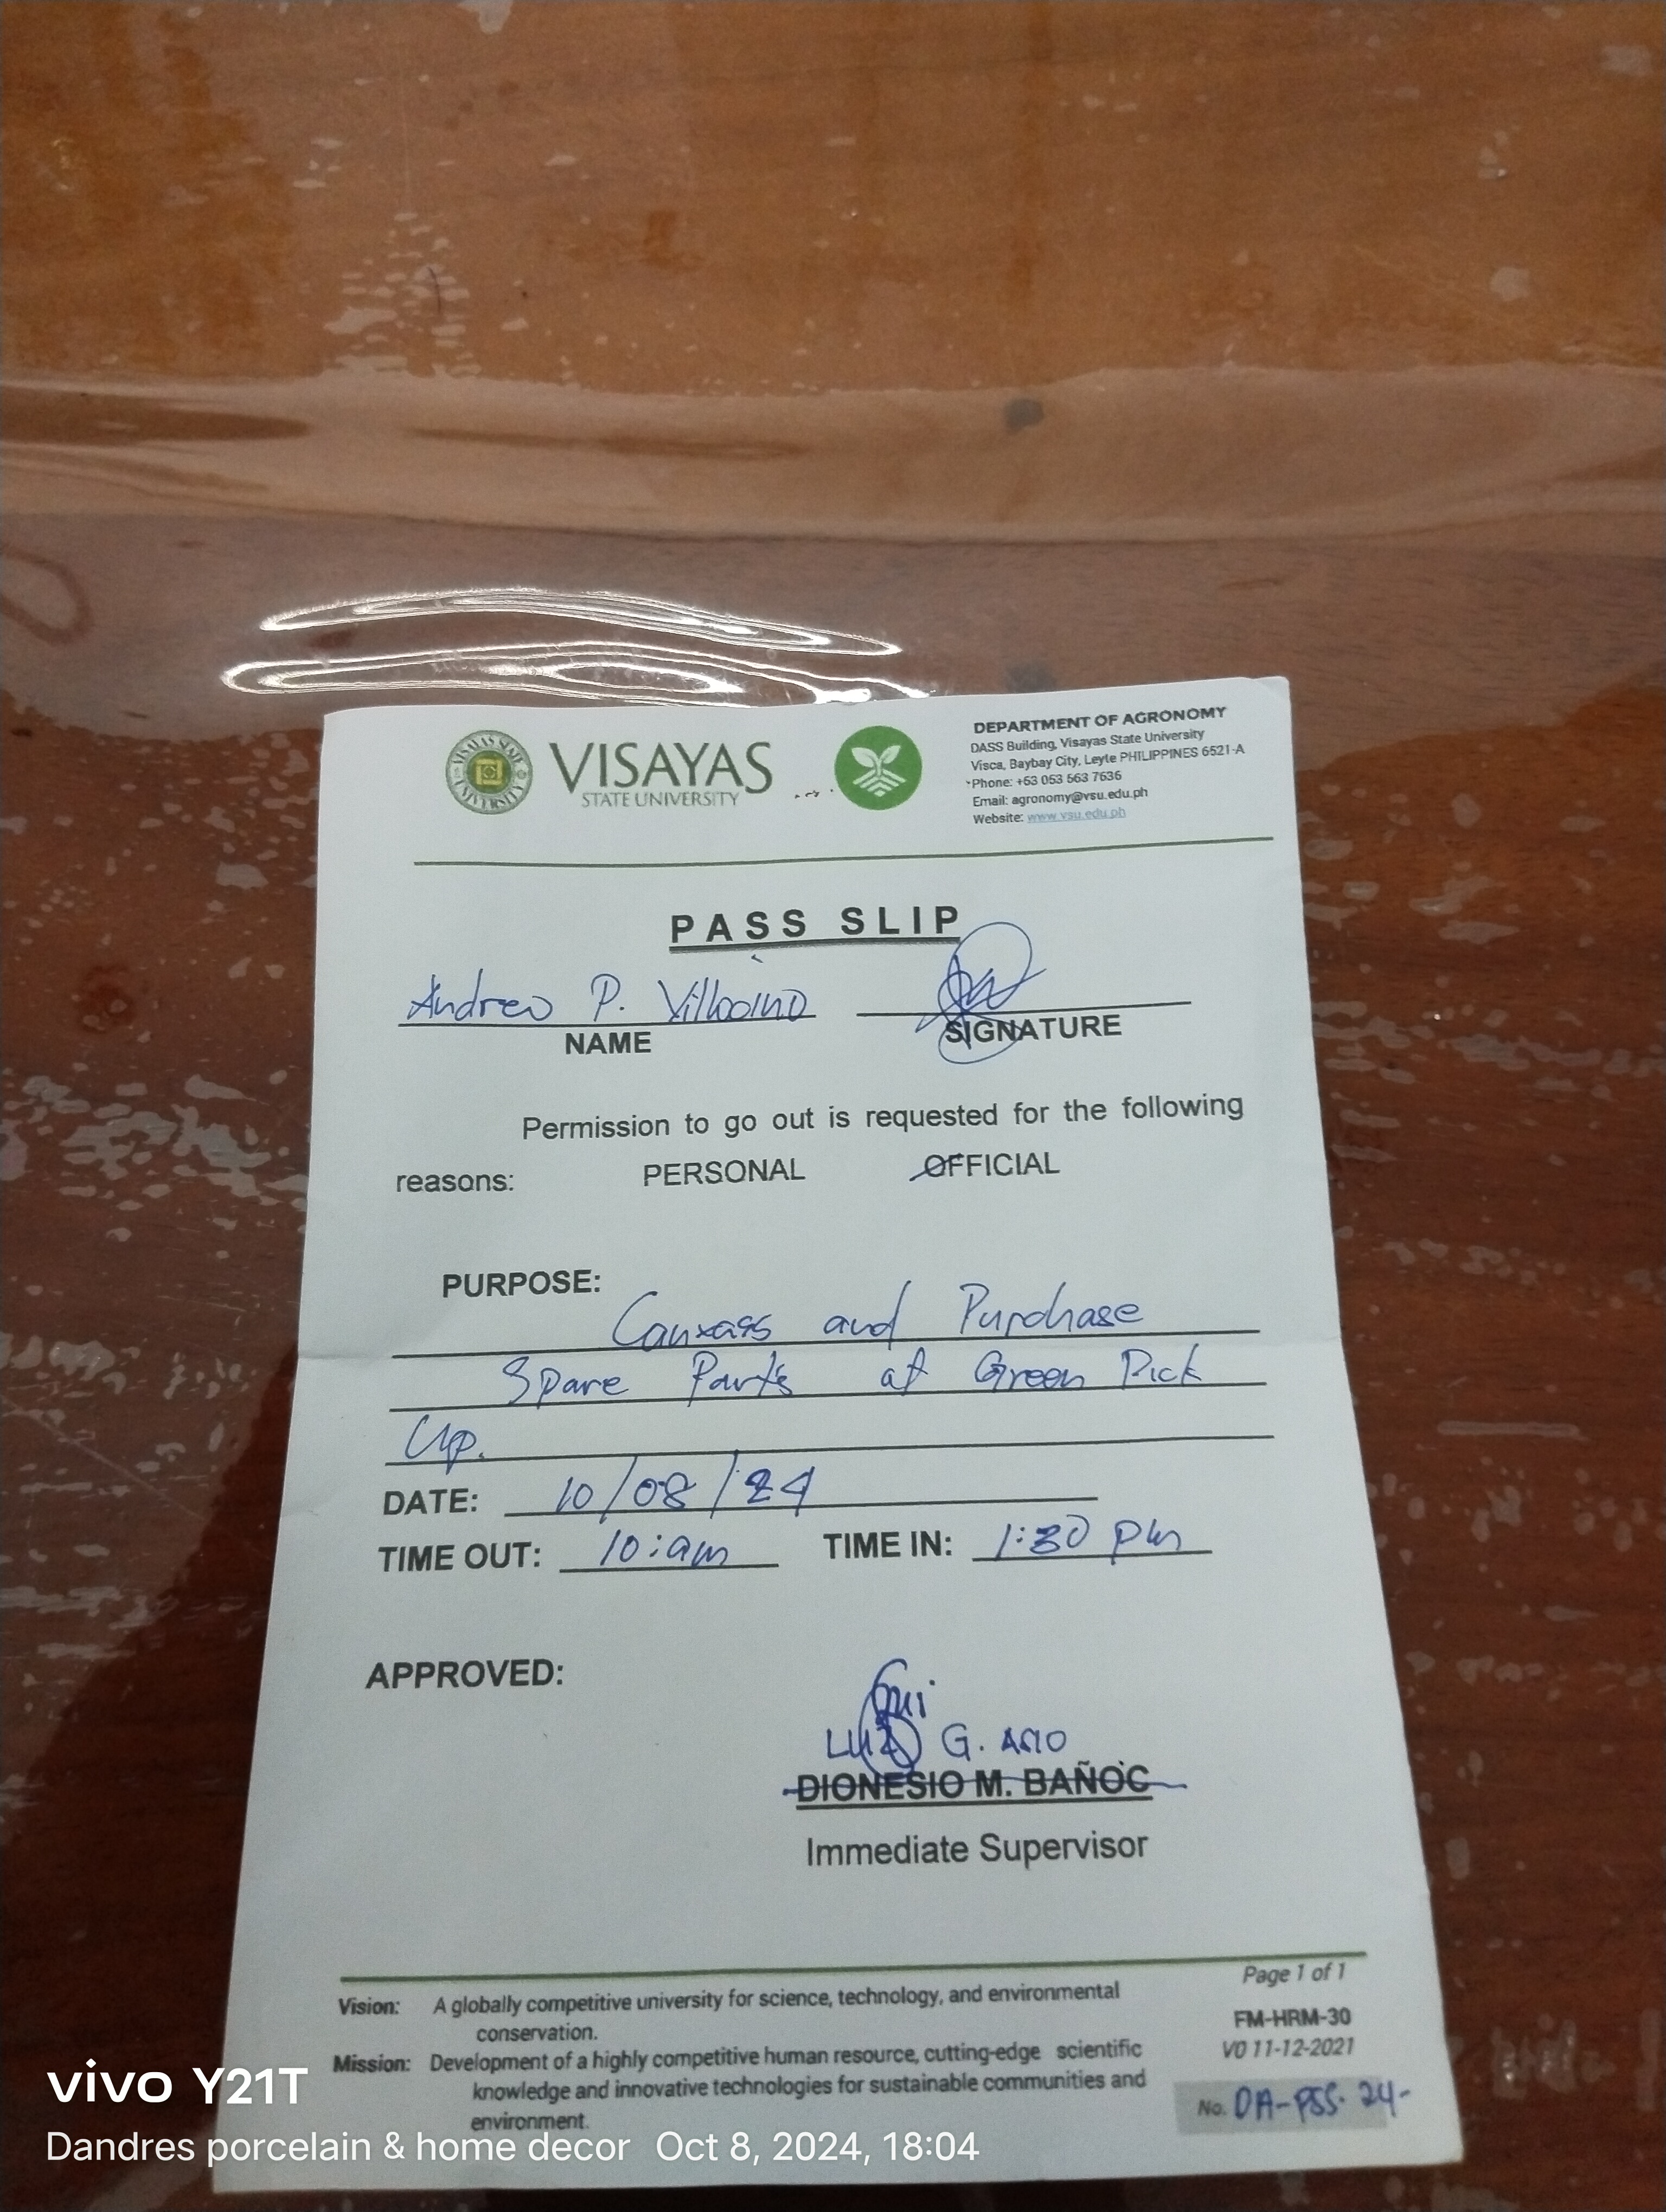 VISAYAS
STATE UNIVERSITY
DEPARTMENT OF AGRONOMY
DASS Building, Visayas State University
Visca, Baybay City, Leyte PHILIPPINES 6521-A
Phone: +63 053 563 7636
Email: agronomy@vsu.edu.ph
Website: www.vsu.edu.ph
PASS SLIP
Andrew P.
NAME
SIGNATURE
Permission to go out is requested for the following
reasons: PERSONAL OFFICIAL
PURPOSE:
Canvass and Purchase
Spare Parts at Green Pick
Up.
DATE: 10/08/24
TIME OUT: 10:am TIME IN: 1:30 pm
APPROVED:
LUIZ G. ASIO
DIONESIO M. BAÑOC
Immediate Supervisor
Page 1 of 1
Vision: A globally competitive university for science, technology, and environmental
conservation.
FM-HRM-30
V0 11-12-2021
Mission: Development of a highly competitive human resource, cutting-edge scientific
knowledge and innovative technologies for sustainable communities and
environment.
No. DA-PSS-24-
vivo Y21T
Dandres porcelain & home decor Oct 8, 2024, 18:04